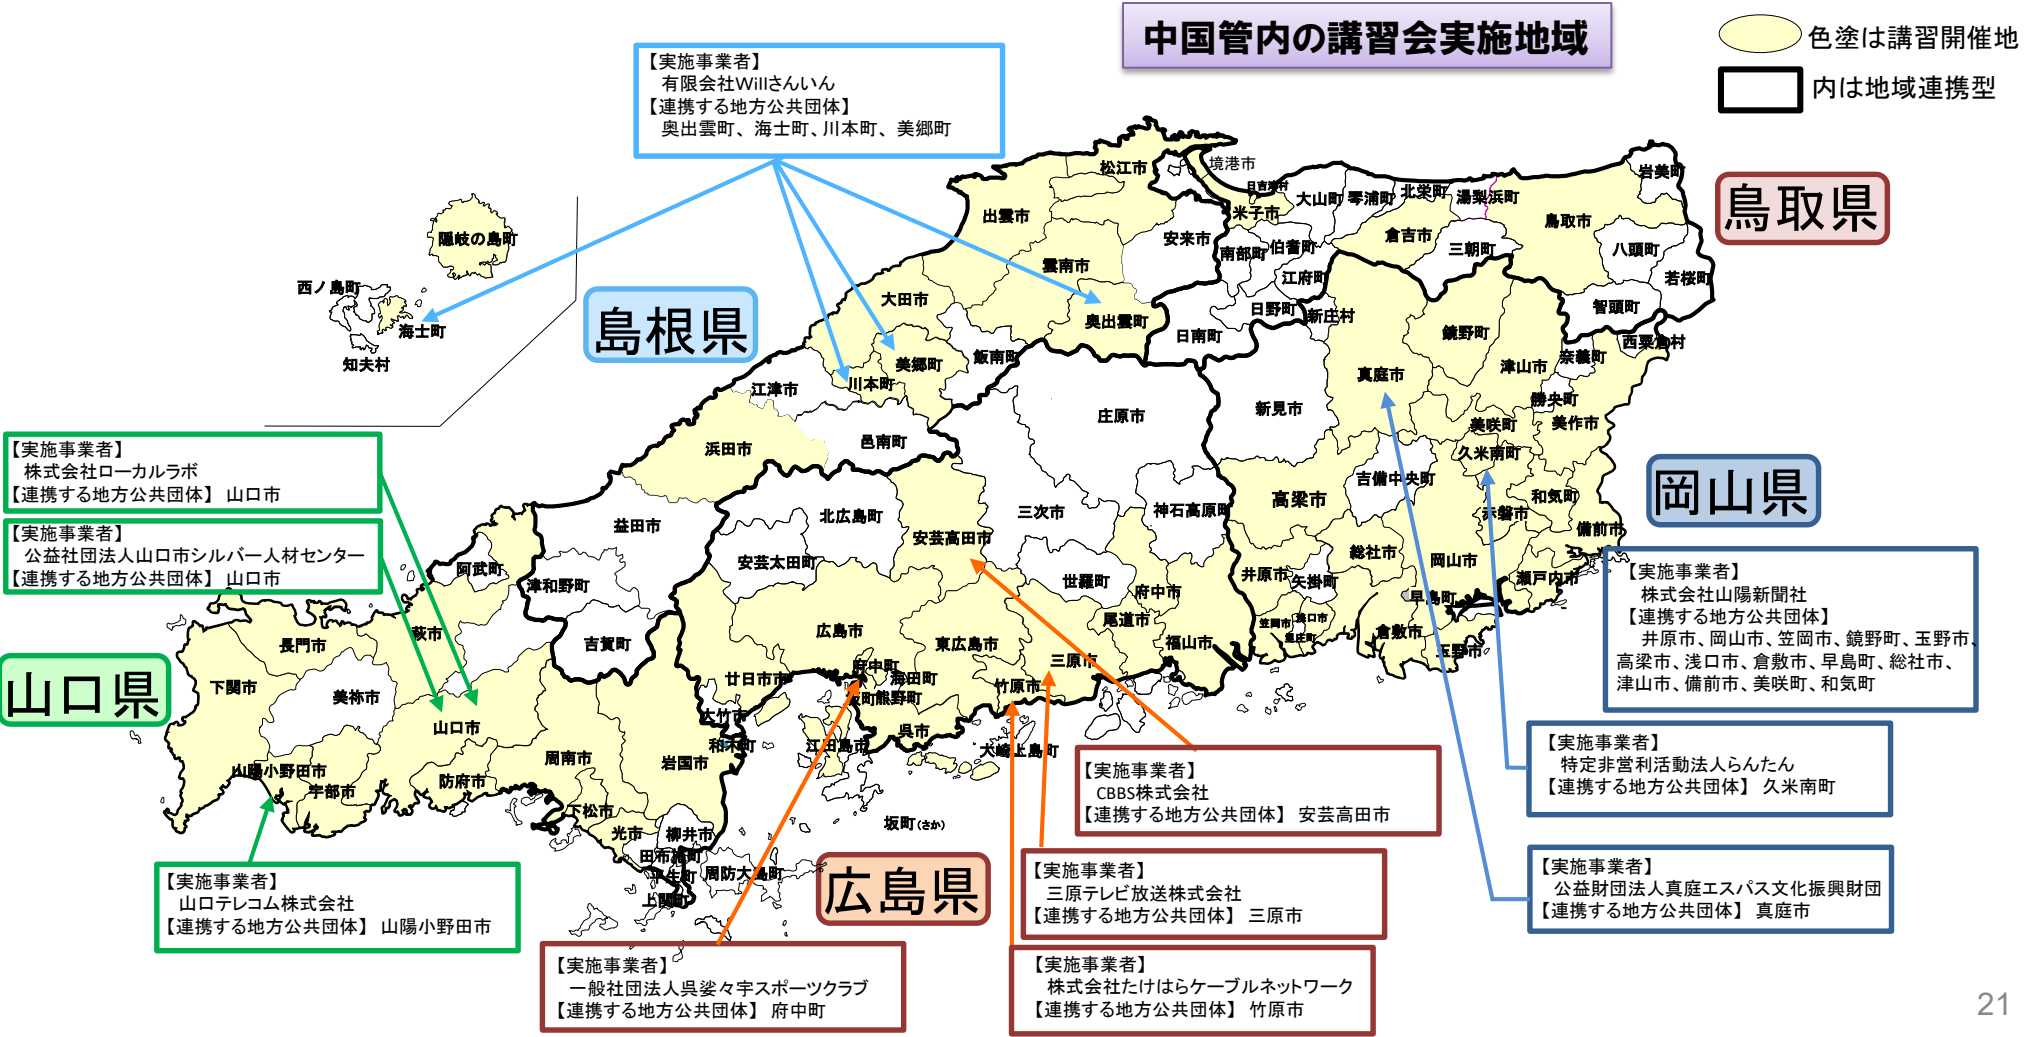 中国管内の講習会実施地域
色塗は講習開催地
内は地域連携型
【実施事業者】
有限会社Willさんいん
【連携する地方公共団体】
奥出雲町、海士町、川本町、美郷町
鳥取県
島根県
岡山県
山口県
広島県
松江市
境港市
日吉津村
米子市
大山町
琴浦町
北栄町
湯梨浜町
岩美町
鳥取市
出雲市
安来市
南部町
伯耆町
倉吉市
三朝町
八頭町
若桜町
江府町
智頭町
雲南市
隠岐の島町
西ノ島町
海士町
知夫村
大田市
奥出雲町
日南町
日野町
新庄村
鏡野町
西粟倉村
奈義町
津山市
勝央町
美作市
美郷町
飯南町
川本町
江津市
邑南町
浜田市
庄原市
新見市
真庭市
美咲町
久米南町
吉備中央町
高梁市
和気町
赤磐市
備前市
益田市
北広島町
安芸高田市
三次市
神石高原町
安芸太田町
世羅町
府中市
総社市
岡山市
井原市
矢掛町
瀬戸内市
早島町
笠岡市
浅口市
里庄町
倉敷市
玉野市
阿武町
津和野町
吉賀町
萩市
長門市
下関市
美祢市
山口市
広島市
東広島市
尾道市
福山市
三原市
府中町
海田町
熊野町
坂町
竹原市
廿日市市
大竹市
和木町
江田島市
呉市
大崎上島町
山陽小野田市
宇部市
防府市
周南市
岩国市
下松市
光市
柳井市
田布施町
平生町
上関町
周防大島町
坂町(さか)
【実施事業者】
株式会社ローカルラボ
【連携する地方公共団体】 山口市
【実施事業者】
公益社団法人山口市シルバー人材センター
【連携する地方公共団体】 山口市
【実施事業者】
山口テレコム株式会社
【連携する地方公共団体】 山陽小野田市
【実施事業者】
一般社団法人呉娑々宇スポーツクラブ
【連携する地方公共団体】 府中町
【実施事業者】
株式会社たけはらケーブルネットワーク
【連携する地方公共団体】 竹原市
【実施事業者】
三原テレビ放送株式会社
【連携する地方公共団体】 三原市
【実施事業者】
CBBS株式会社
【連携する地方公共団体】 安芸高田市
【実施事業者】
株式会社山陽新聞社
【連携する地方公共団体】
井原市、岡山市、笠岡市、鏡野町、玉野市、
高梁市、浅口市、倉敷市、早島町、総社市、
津山市、備前市、美咲町、和気町
【実施事業者】
特定非営利活動法人らんたん
【連携する地方公共団体】 久米南町
【実施事業者】
公益財団法人真庭エスパス文化振興財団
【連携する地方公共団体】 真庭市
21